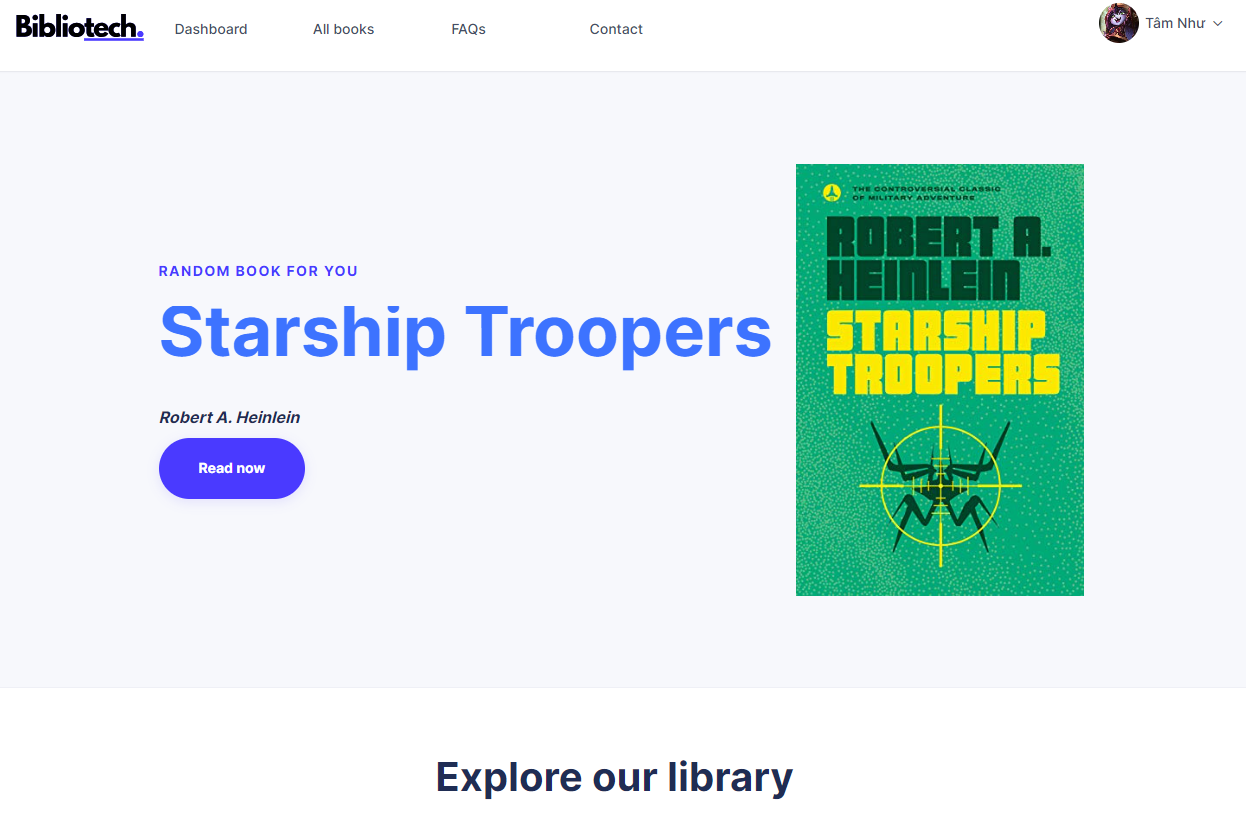 Bibliotech.
Dashboard
All books
FAQs
Contact
Tâm Như
RANDOM BOOK FOR YOU
Starship Troopers
Robert A. Heinlein
Read now
THE CONTROVERSIAL CLASSIC
OF MILITARY ADVENTURE
ROBERT A.
HEINLEIN
STARSHIP
TROOPERS
Explore our library